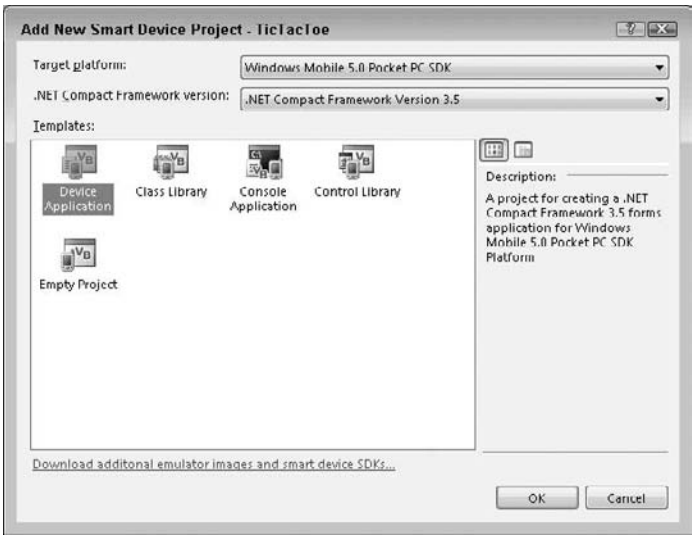 Add New Smart Device Project - TicTacToe
Target platform:
Windows Mobile 5.0 Pocket PC SDK
.NET Compact Framework version:
.NET Compact Framework Version 3.5
Templates:
Device
Application
Class Library
Console
Application
Control Library
Empty Project
Description:
A project for creating a .NET
Compact Framework 3.5 forms
application for Windows
Mobile 5.0 Pocket PC SDK
Platform
Download additonal emulator images and smart device SDKs...
OK
Cancel